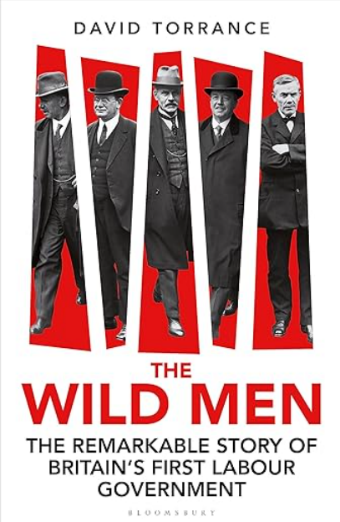 DAVID TORRANCE
THE
WILD MEN
THE REMARKABLE STORY OF
BRITAIN'S FIRST LABOUR
GOVERNMENT
BLOOMSBURY